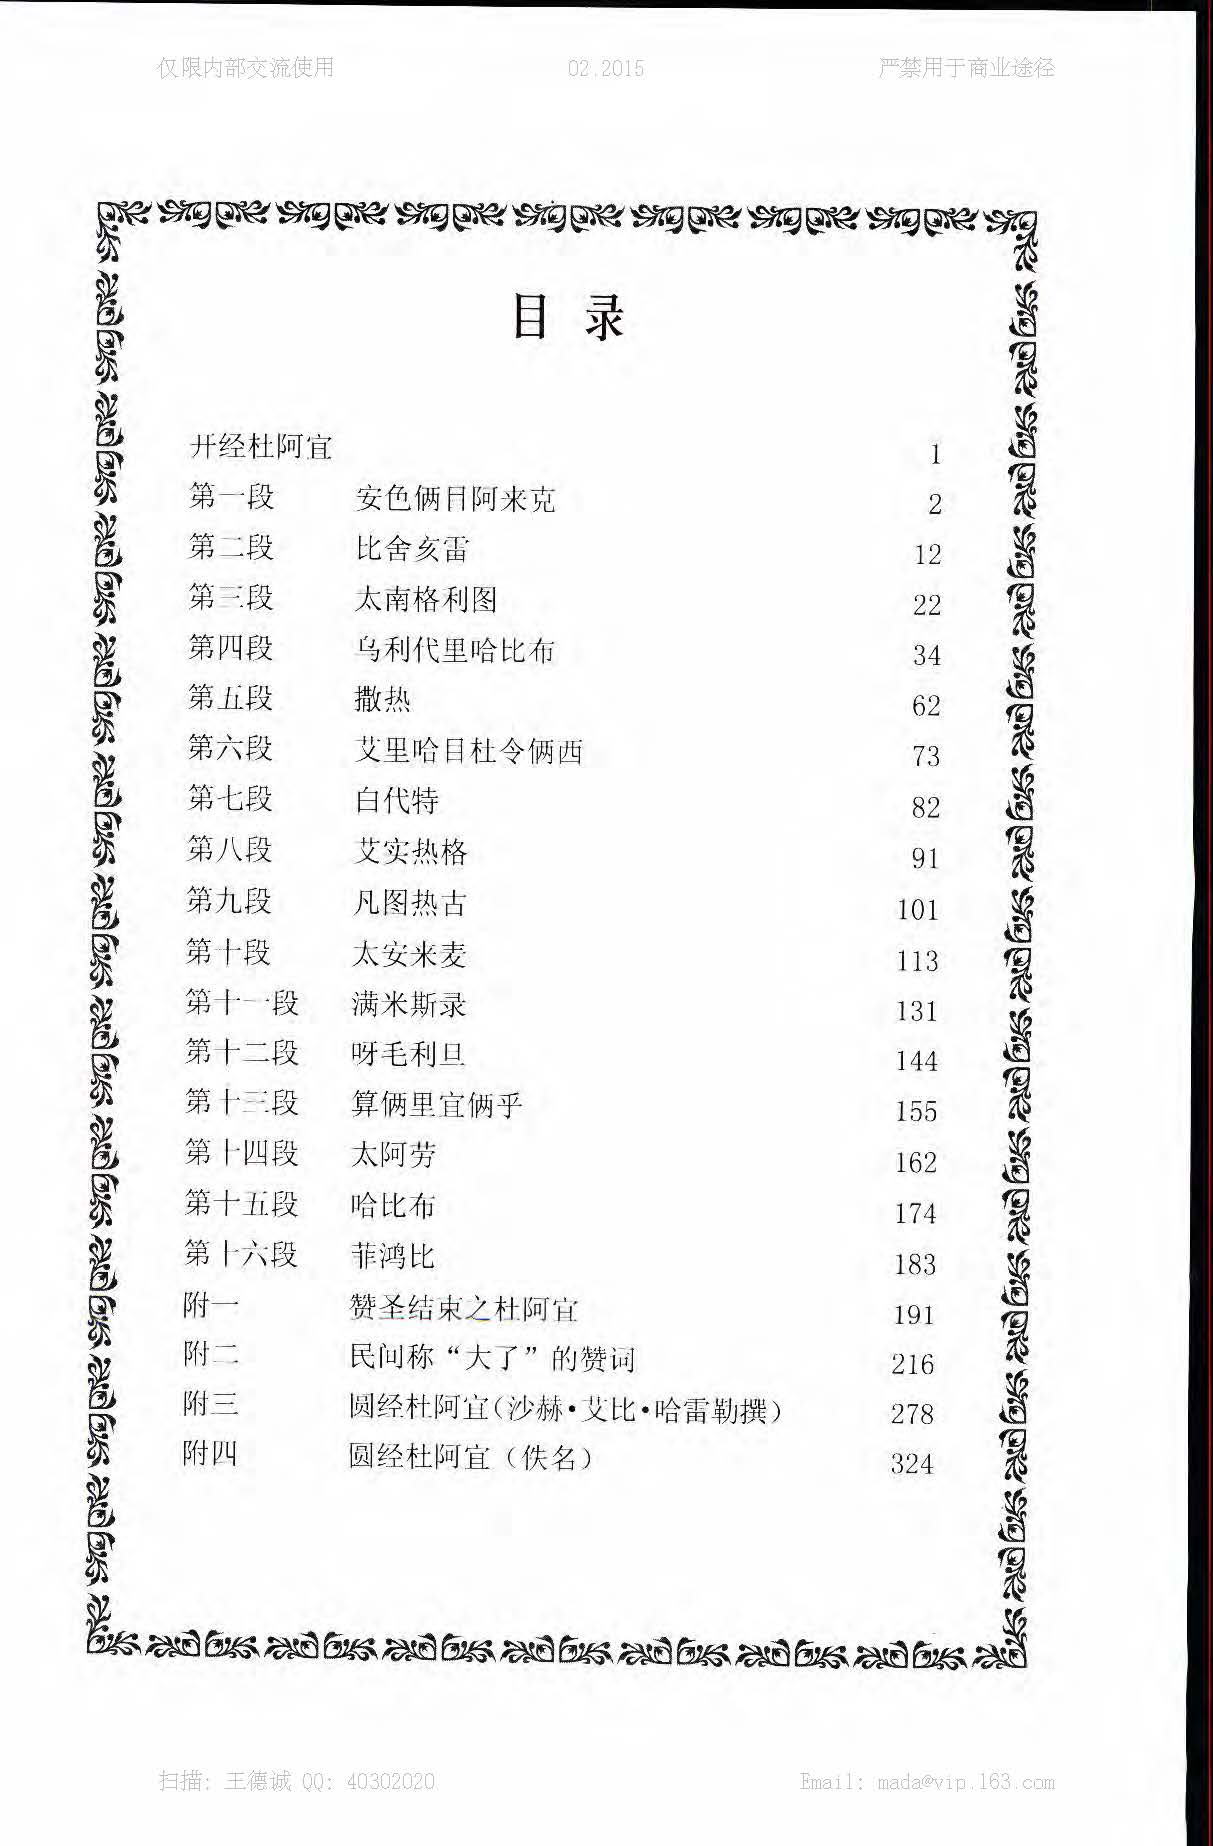 仅限内部交流使用 02.2015 严禁用于商业途径
目 录
开经杜阿宜 1
第一段 安色俩目阿来克 2
第二段 比舍亥雷 12
第三段 太南格利图 22
第四段 乌利代里哈比布 34
第五段 撒热 62
第六段 艾里哈目杜令俩西 73
第七段 白代特 82
第八段 艾实热格 91
第九段 凡图热古 101
第十段 太安来麦 113
第十一段 满米斯录 131
第十二段 呀毛利旦 144
第十三段 算俩里宜俩乎 155
第十四段 太阿劳 162
第十五段 哈比布 174
第十六段 菲鸿比 183
附一 赞圣结束之杜阿宜 191
附二 民间称“大了”的赞词 216
附三 圆经杜阿宜(沙赫·艾比·哈雷勒撰) 278
附四 圆经杜阿宜(佚名) 324
扫描: 王德诚 QQ: 40302020 Email: mada@vip.163.com